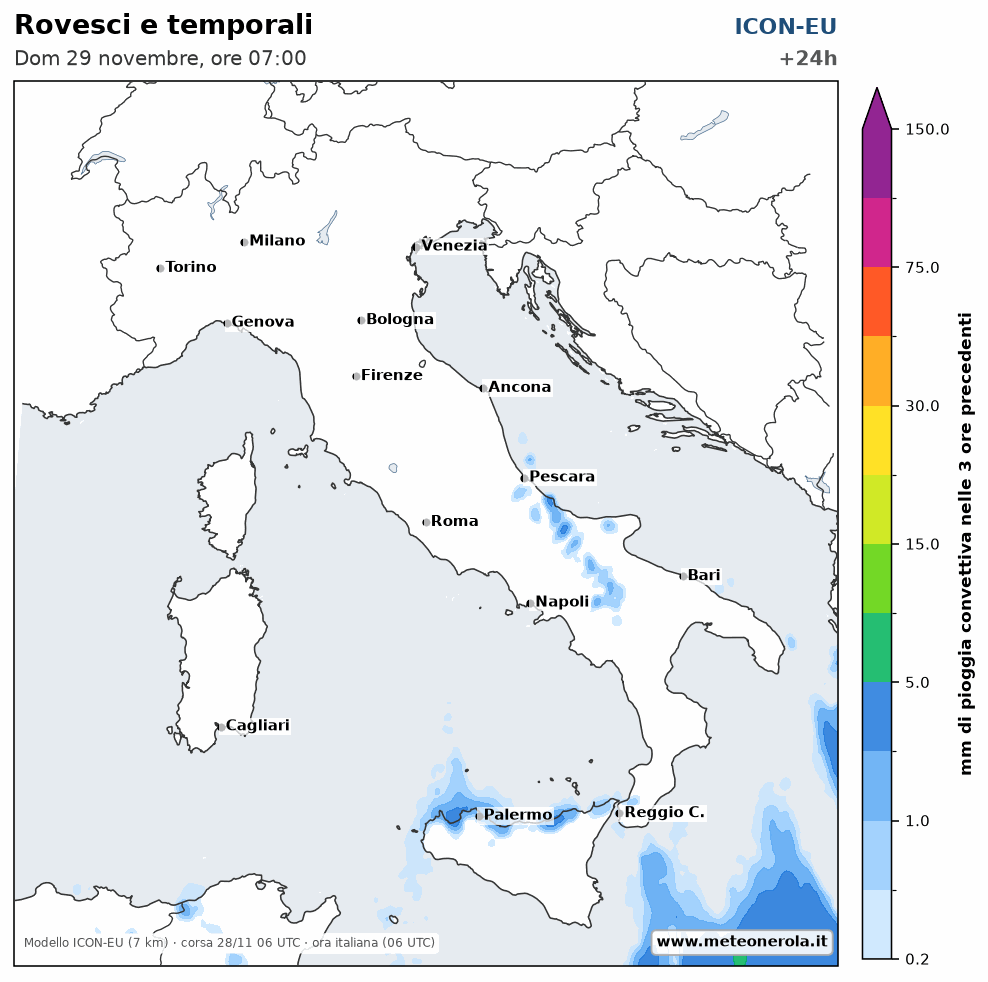 Rovesci e temporali
ICON-EU
Dom 29 novembre, ore 07:00
+24h
150.0
75.0
30.0
15.0
5.0
1.0
0.2
mm di pioggia convettiva nelle 3 ore precedenti
Milano
Venezia
Torino
Genova
Bologna
Firenze
Ancona
Pescara
Roma
Bari
Napoli
Cagliari
Palermo
Reggio C.
Modello ICON-EU (7 km) · corsa 28/11 06 UTC · ora italiana (06 UTC)
www.meteonerola.it